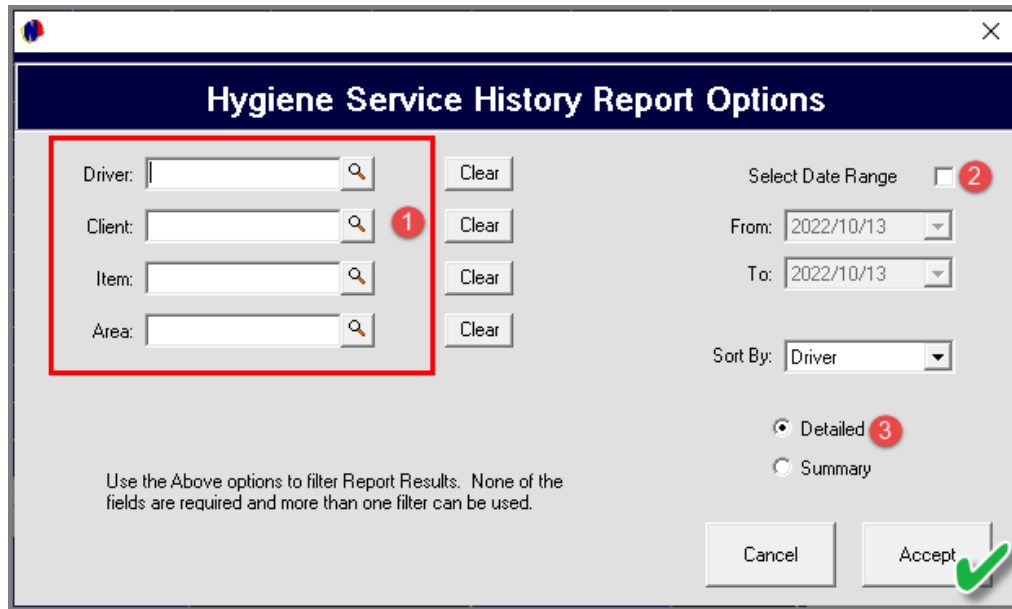 Hygiene Service History Report Options
Driver: Clear
Client: 1 Clear
Item: Clear
Area: Clear
Select Date Range 2
From: 2022/10/13
To: 2022/10/13
Sort By: Driver
Detailed 3
Summary
Use the Above options to filter Report Results. None of the
fields are required and more than one filter can be used.
Cancel Accept